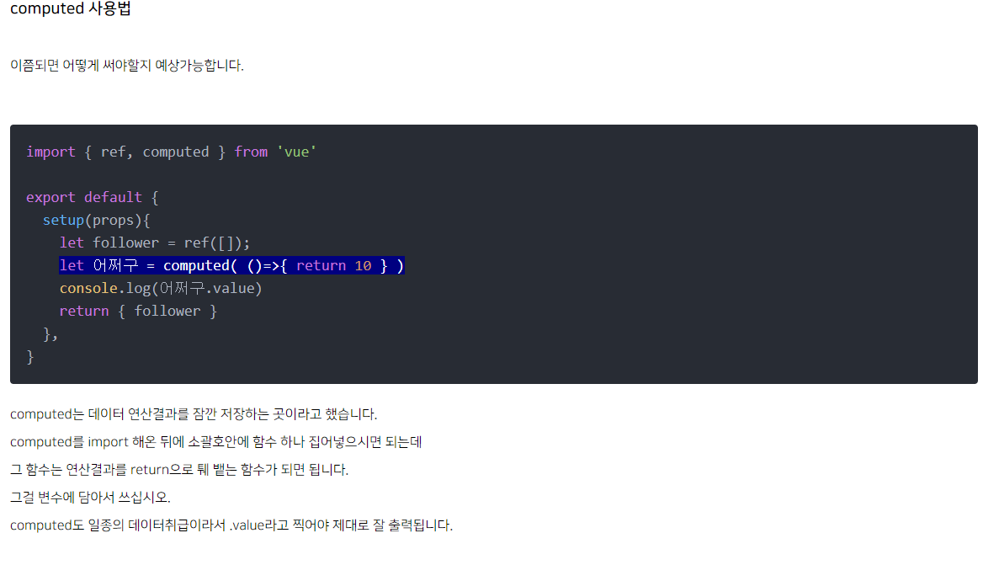 computed 사용법
이쯤되면 어떻게 써야할지 예상가능합니다.
import { ref, computed } from 'vue'
export default {
setup(props){
let follower = ref([]);
let 어쩌구 = computed( ()=>{ return 10 } )
console.log(어쩌구.value)
return { follower }
},
}
computed는 데이터 연산결과를 잠깐 저장하는 곳이라고 했습니다.
computed를 import 해온 뒤에 소괄호안에 함수 하나 집어넣으시면 되는데
그 함수는 연산결과를 return으로 퉤 뱉는 함수가 되면 됩니다.
그걸 변수에 담아서 쓰십시오.
computed도 일종의 데이터취급이라서 .value라고 찍어야 제대로 잘 출력됩니다.